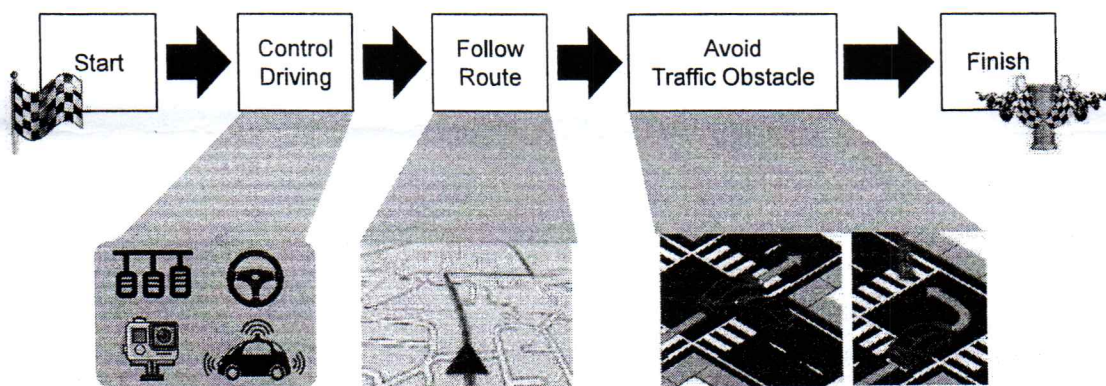 Start
Control
Driving
Follow
Route
Avoid
Traffic Obstacle
Finish